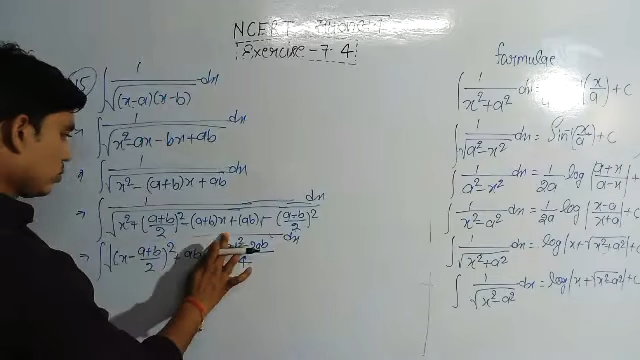 NCERT
Exercise - 7.4
15) ∫ 1/√((x-a)(x-b)) dx
⇒ ∫ 1/√(x²-ax-bx+ab) dx
⇒ ∫ 1/√(x²-(a+b)x+ab) dx
⇒ ∫ 1/√(x²+((a+b)/2)²-(a+b)x+(ab)-((a+b)/2)²) dx
⇒ ∫ √((x-(a+b)/2)²+ab 2ab/4 dx
formulae
∫ 1/(x²+a²) dx = (x/a)+C
∫ 1/√(a²-x²) dx = Sin⁻¹(x/a)+C
∫ 1/(a²-x²) dx = 1/2a log |(a+x)/(a-x)|+
∫ 1/(x²-a²) dx = 1/2a log |(x-a)/(x+a)|+C
∫ 1/√(x²+a²) dx = log|x+√(x²+a²)|+C
∫ 1/√(x²-a²) dx = log|x+√(x²-a²)|+C